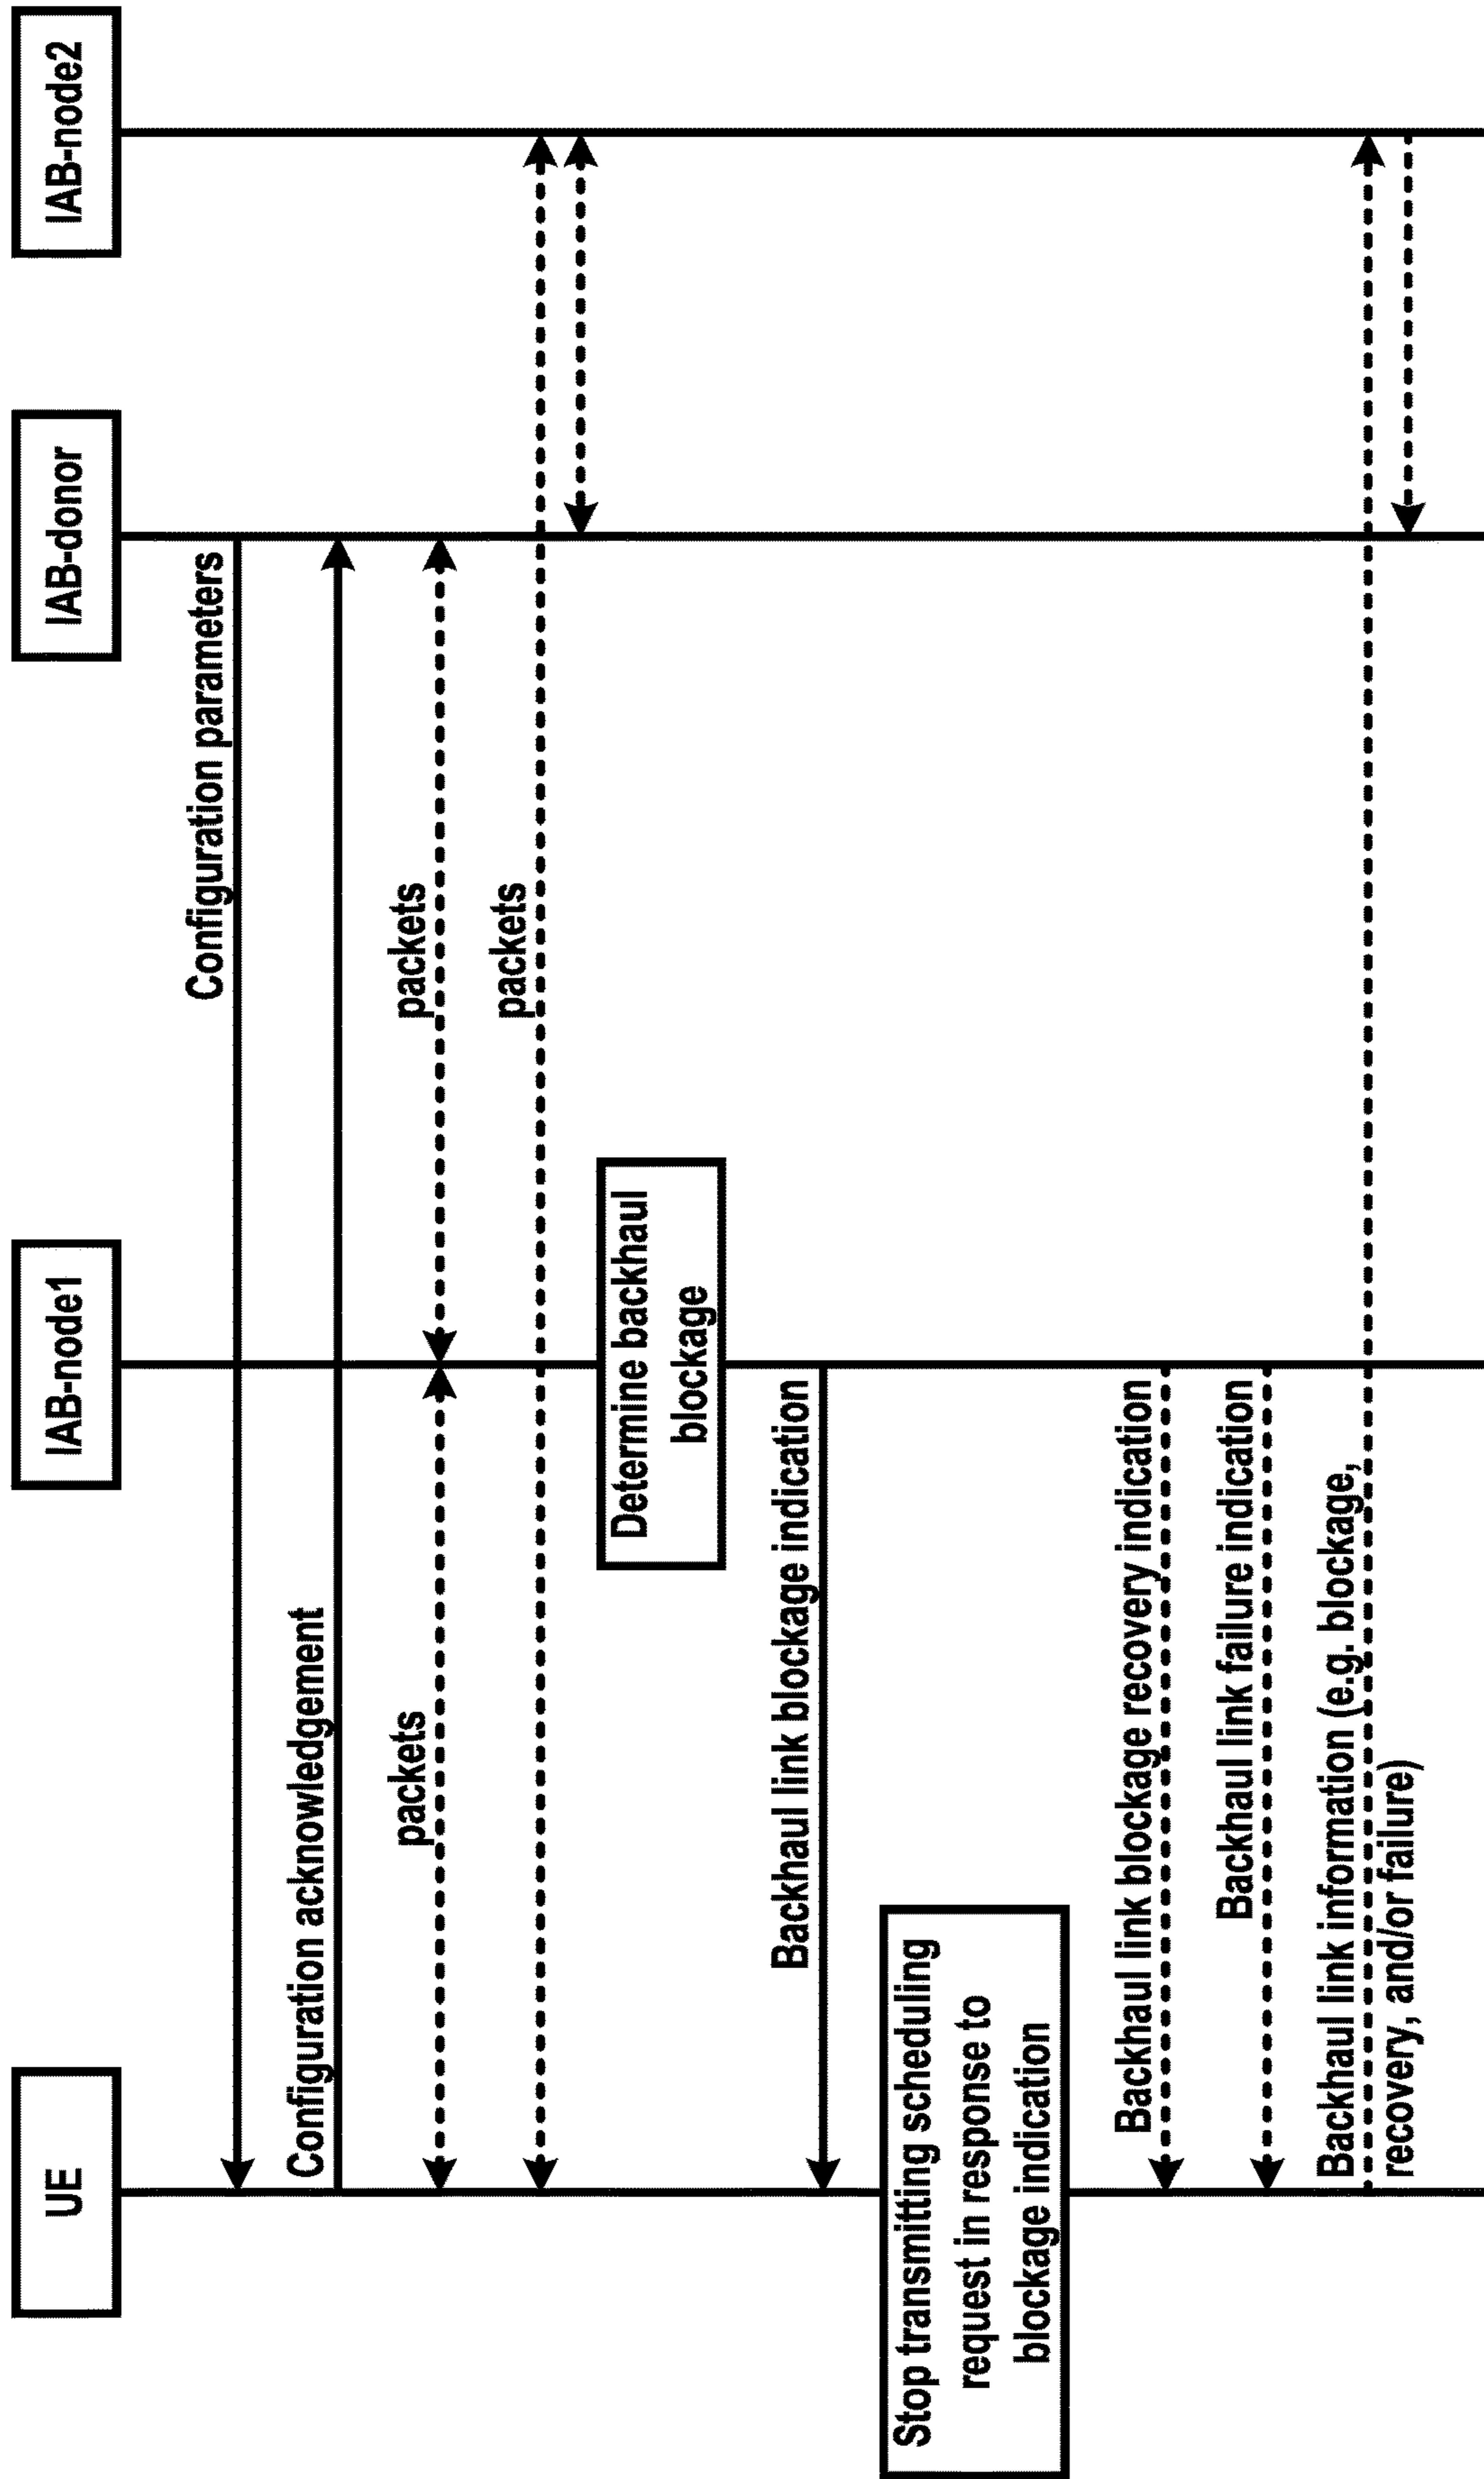 UE
IAB-node1
IAB-donor
IAB-node2
Configuration parameters
Configuration acknowledgement
packets
packets
packets
Determine backhaul
blockage
Backhaul link blockage indication
Stop transmitting scheduling
request in response to
blockage indication
Backhaul link blockage recovery indication
Backhaul link failure indication
Backhaul link information (e.g. blockage,
recovery, and/or failure)